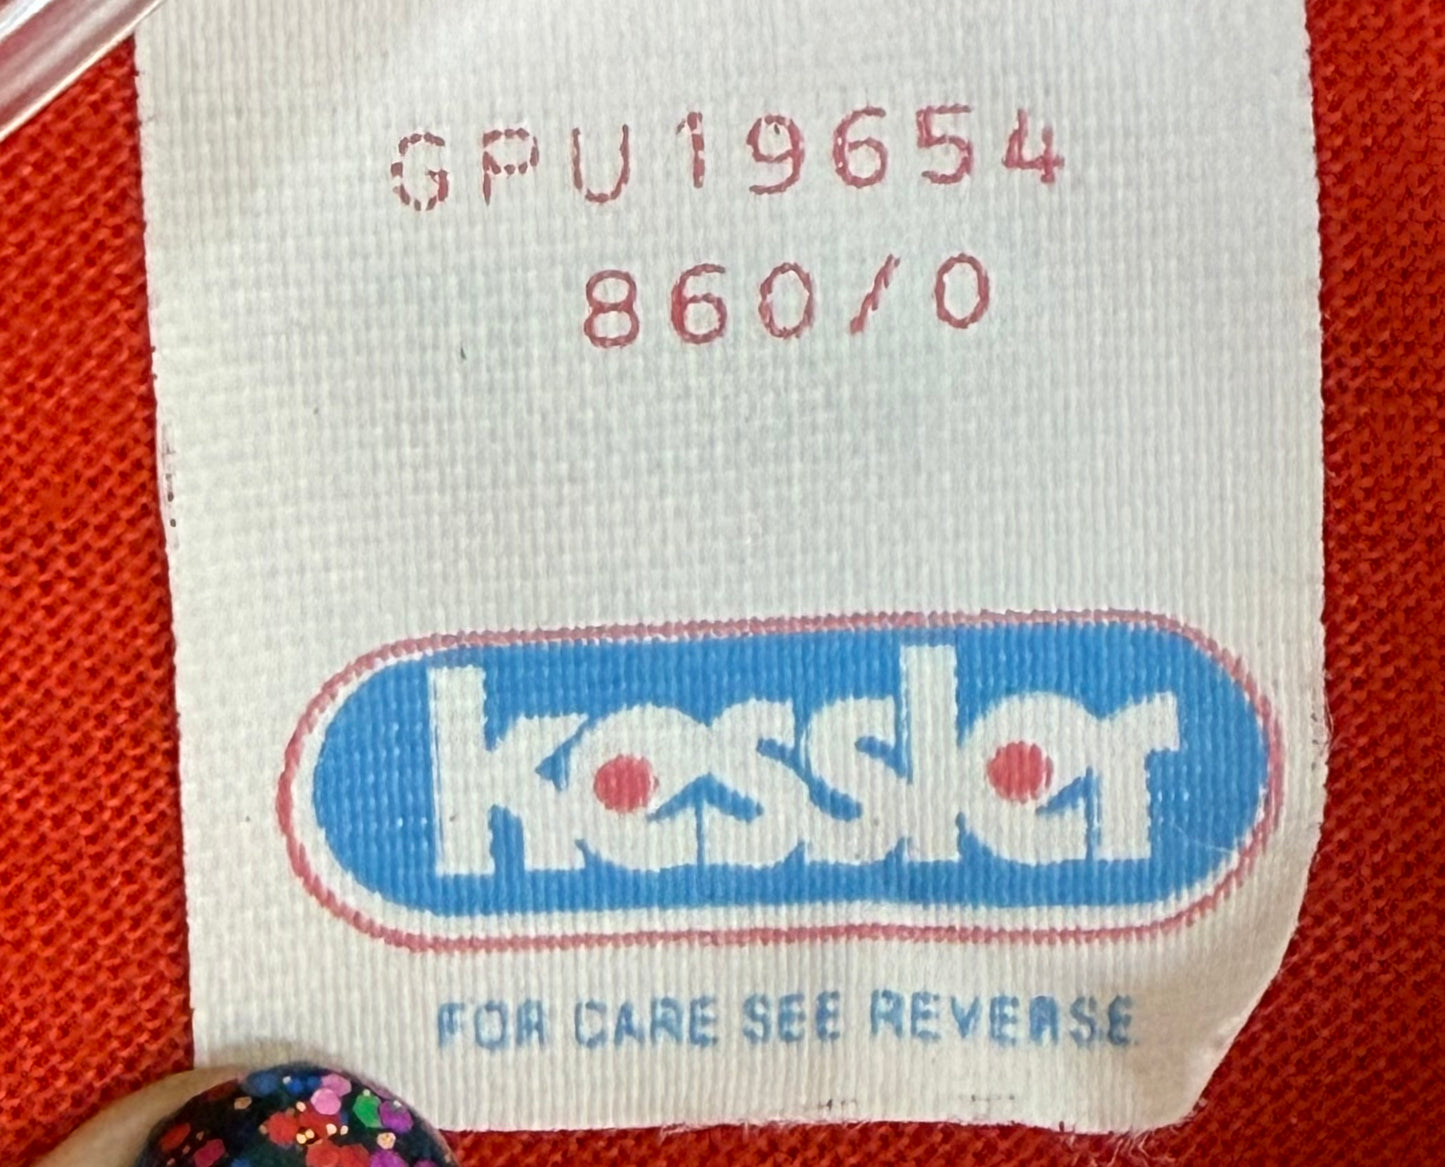 GPU19654
860/0
kessler
FOR CARE SEE REVERSE